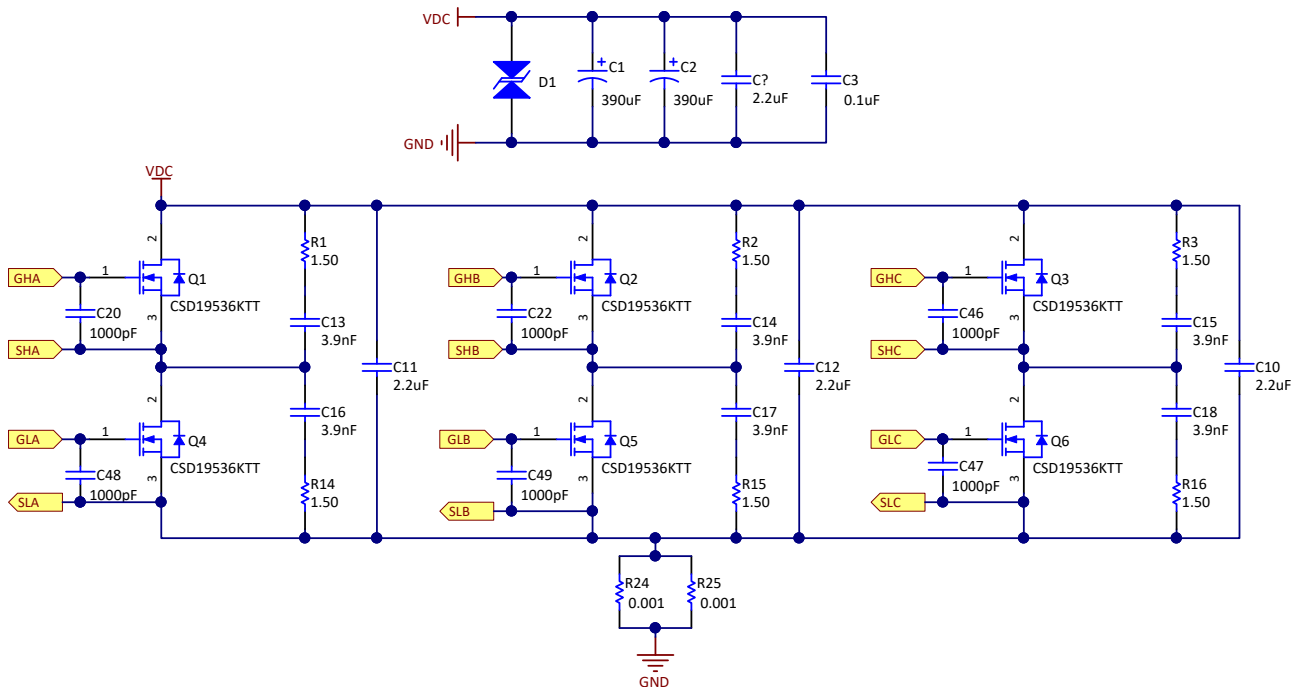 VDC
D1
C1
390uF
C2
390uF
C?
2.2uF
C3
0.1uF
GND
VDC
2
R1
1.50
2
R2
1.50
2
R3
1.50
GHA
1
Q1
CSD19536KTT
GHB
1
Q2
CSD19536KTT
GHC
1
Q3
CSD19536KTT
C20
1000pF
3
C13
3.9nF
C22
1000pF
3
C14
3.9nF
C46
1000pF
3
C15
3.9nF
SHA
SHB
SHC
C11
2.2uF
C12
2.2uF
C10
2.2uF
2
C16
3.9nF
2
C17
3.9nF
2
C18
3.9nF
GLA
1
Q4
CSD19536KTT
GLB
1
Q5
CSD19536KTT
GLC
1
Q6
CSD19536KTT
C48
1000pF
3
R14
1.50
C49
1000pF
3
R15
1.50
C47
1000pF
3
R16
1.50
SLA
SLB
SLC
R24
0.001
R25
0.001
GND